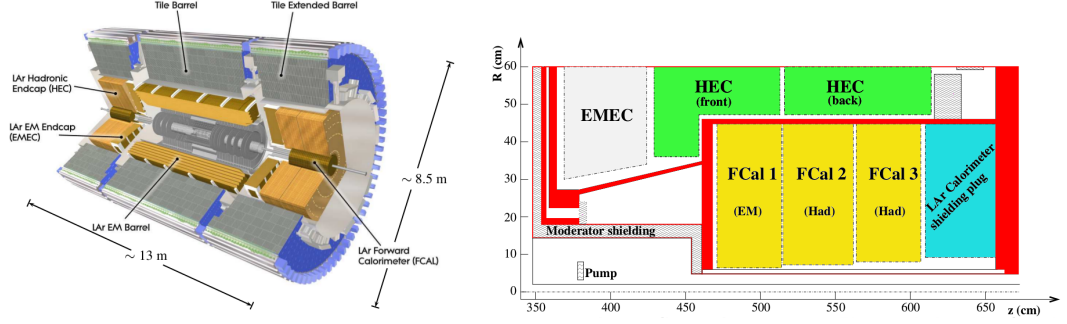 Tile Barrel
Tile Extended Barrel
LAr Hadronic
Endcap (HEC)
LAr EM Endcap
(EMEC)
LAr EM Barrel
LAr Forward
Calorimeter (FCAL)
~ 8.5 m
~ 13 m
R (cm)
60
50
40
30
20
10
0
EMEC
HEC
(front)
HEC
(back)
FCal 1
(EM)
FCal 2
(Had)
FCal 3
(Had)
LAr Calorimeter
shielding plug
Moderator shielding
Pump
350
400
450
500
550
600
650
z (cm)